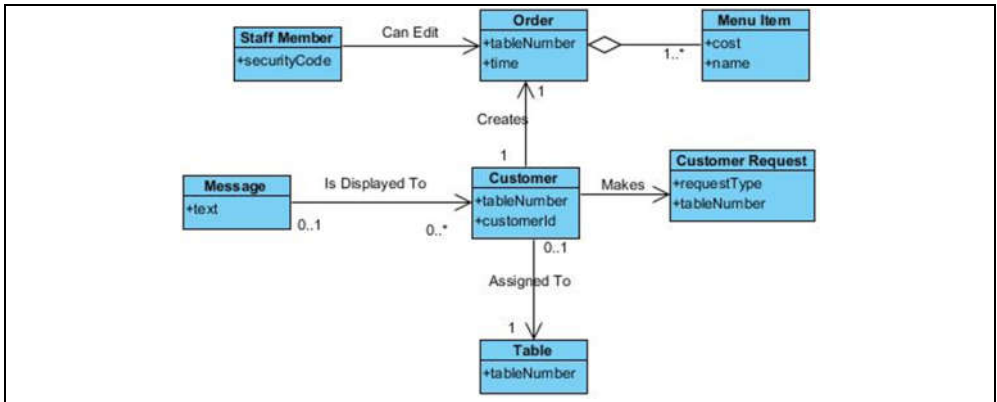 Staff Member
+securityCode
Can Edit
Order
+tableNumber
+time
1..*
Menu Item
+cost
+name
1
Creates
1
Message
+text
Is Displayed To
0..1
0..*
Customer
+tableNumber
+customerId
Makes
Customer Request
+requestType
+tableNumber
0..1
Assigned To
1
Table
+tableNumber